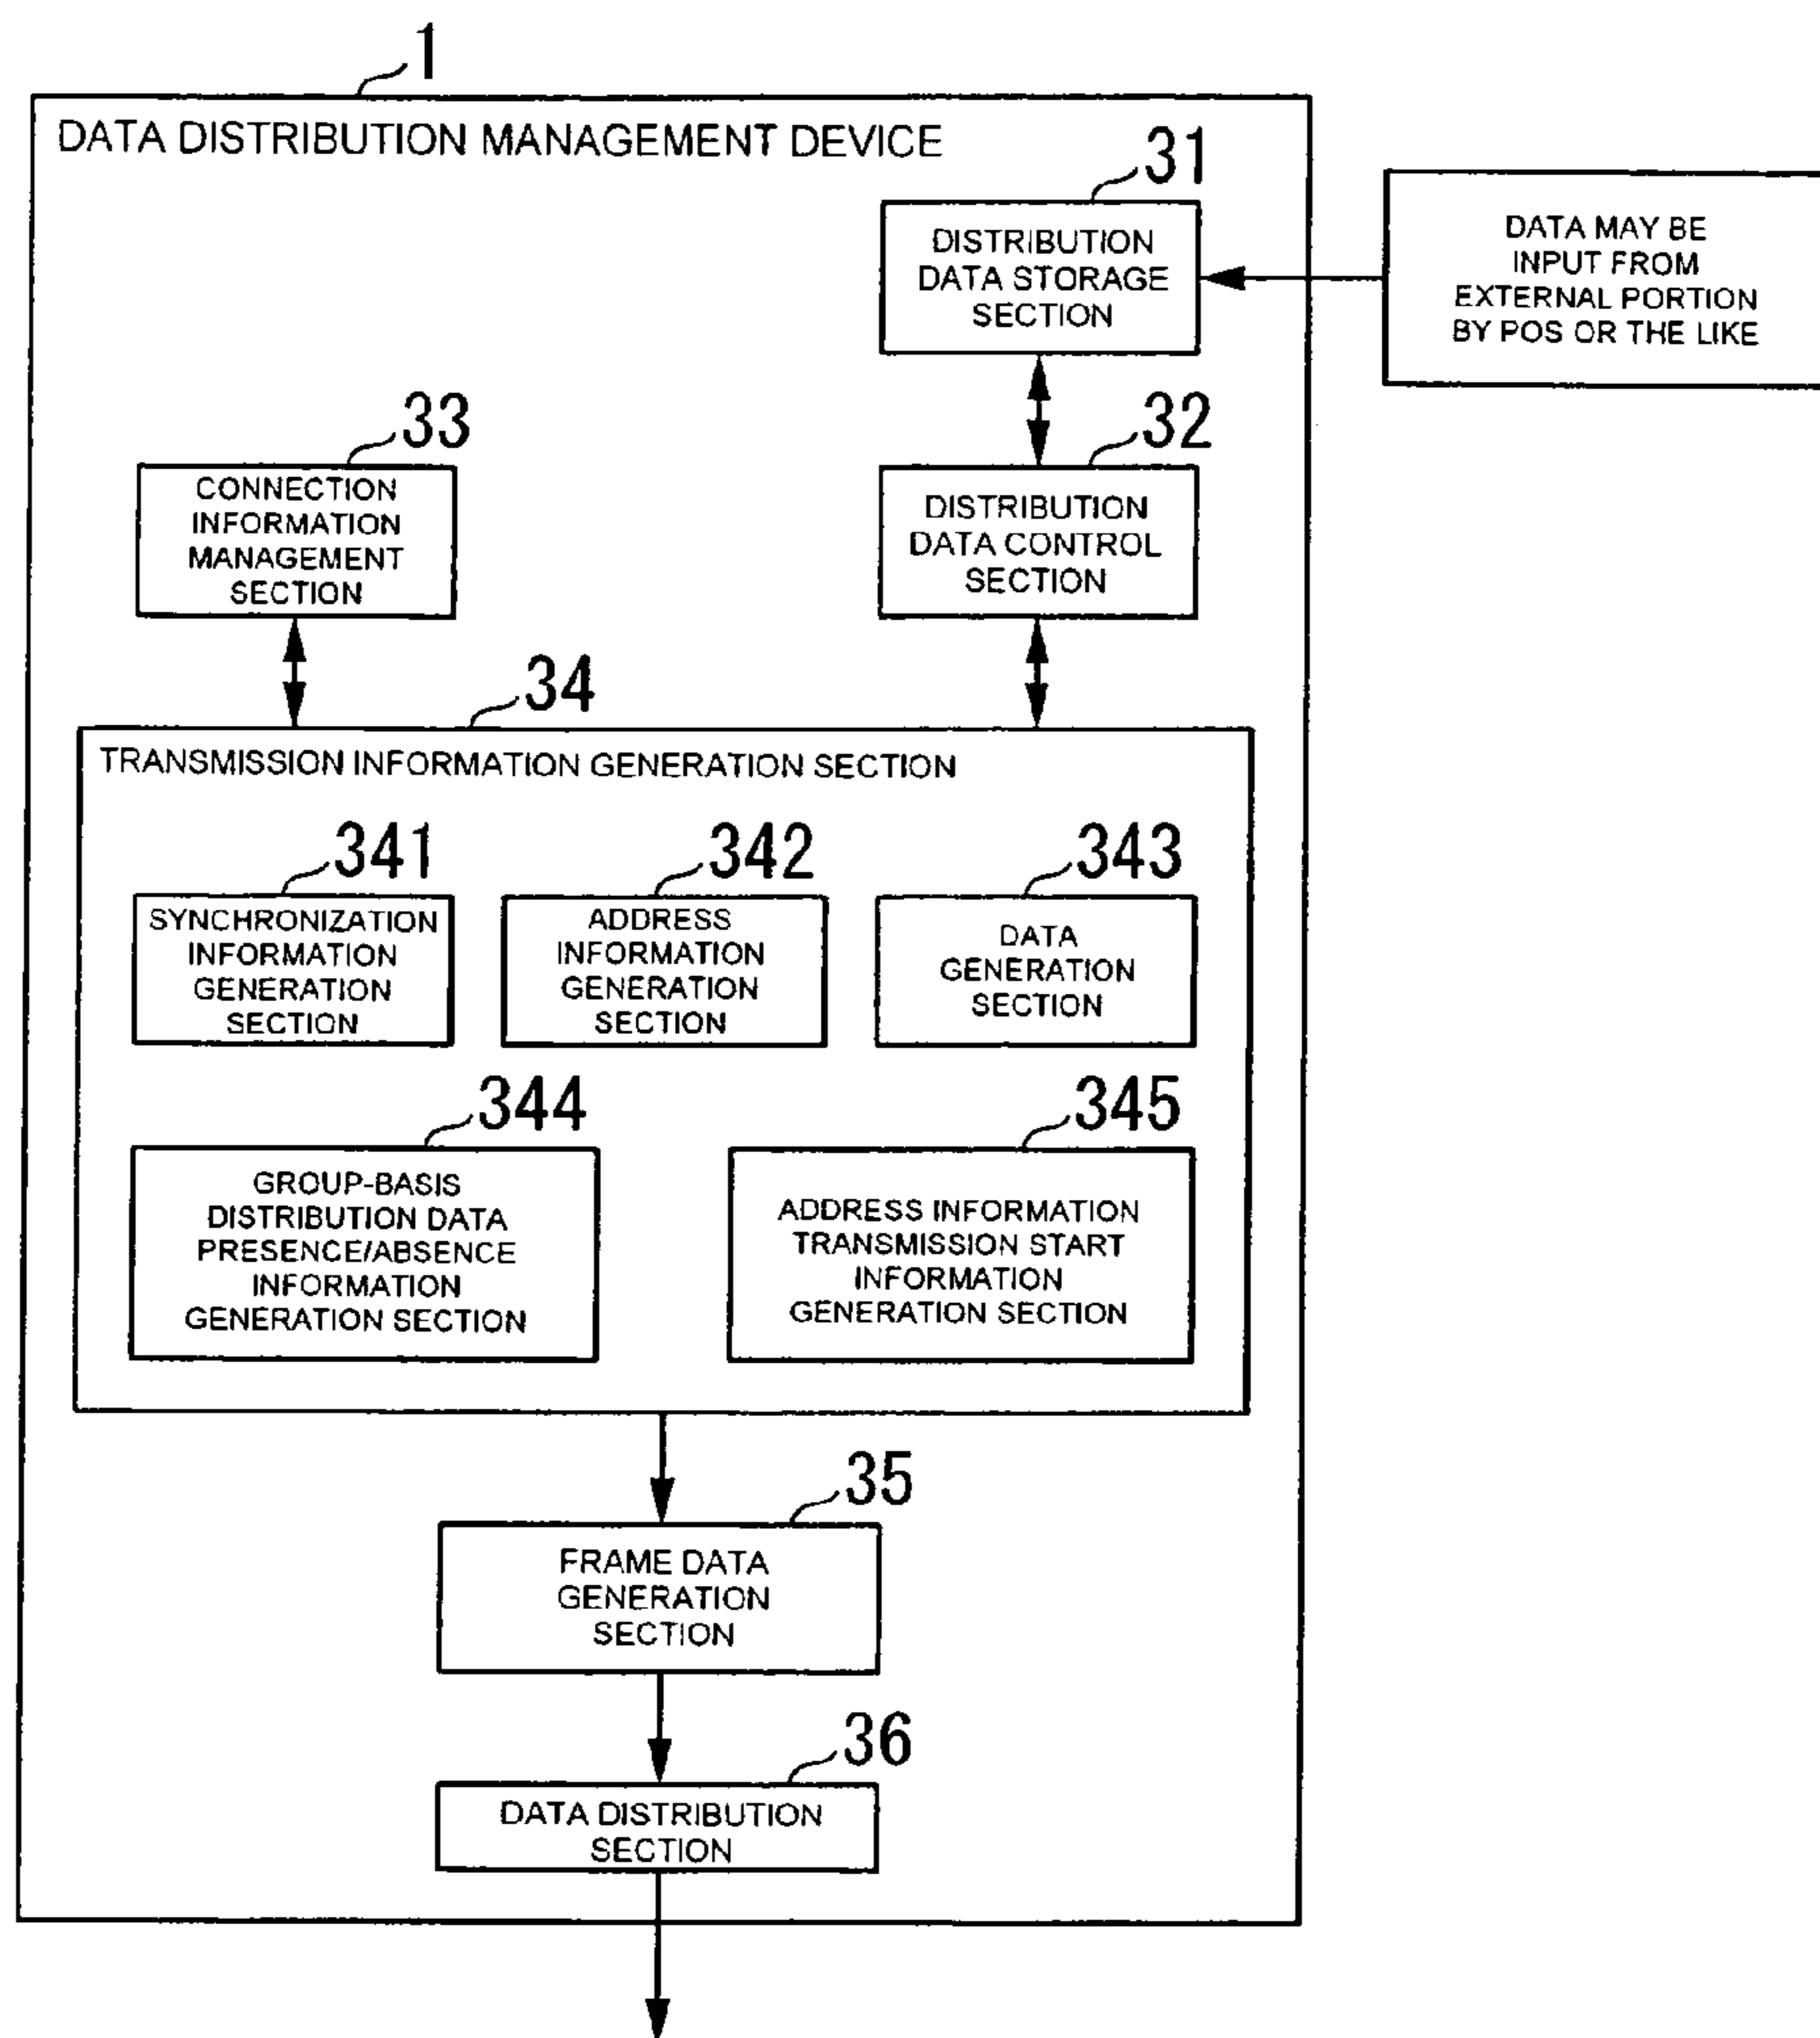 1
DATA DISTRIBUTION MANAGEMENT DEVICE
31
DISTRIBUTION
DATA STORAGE
SECTION
DATA MAY BE
INPUT FROM
EXTERNAL PORTION
BY POS OR THE LIKE
33
CONNECTION
INFORMATION
MANAGEMENT
SECTION
32
DISTRIBUTION
DATA CONTROL
SECTION
34
TRANSMISSION INFORMATION GENERATION SECTION
341
SYNCHRONIZATION
INFORMATION
GENERATION
SECTION
342
ADDRESS
INFORMATION
GENERATION
SECTION
343
DATA
GENERATION
SECTION
344
GROUP-BASIS
DISTRIBUTION DATA
PRESENCE/ABSENCE
INFORMATION
GENERATION SECTION
345
ADDRESS INFORMATION
TRANSMISSION START
INFORMATION
GENERATION SECTION
35
FRAME DATA
GENERATION
SECTION
36
DATA DISTRIBUTION
SECTION